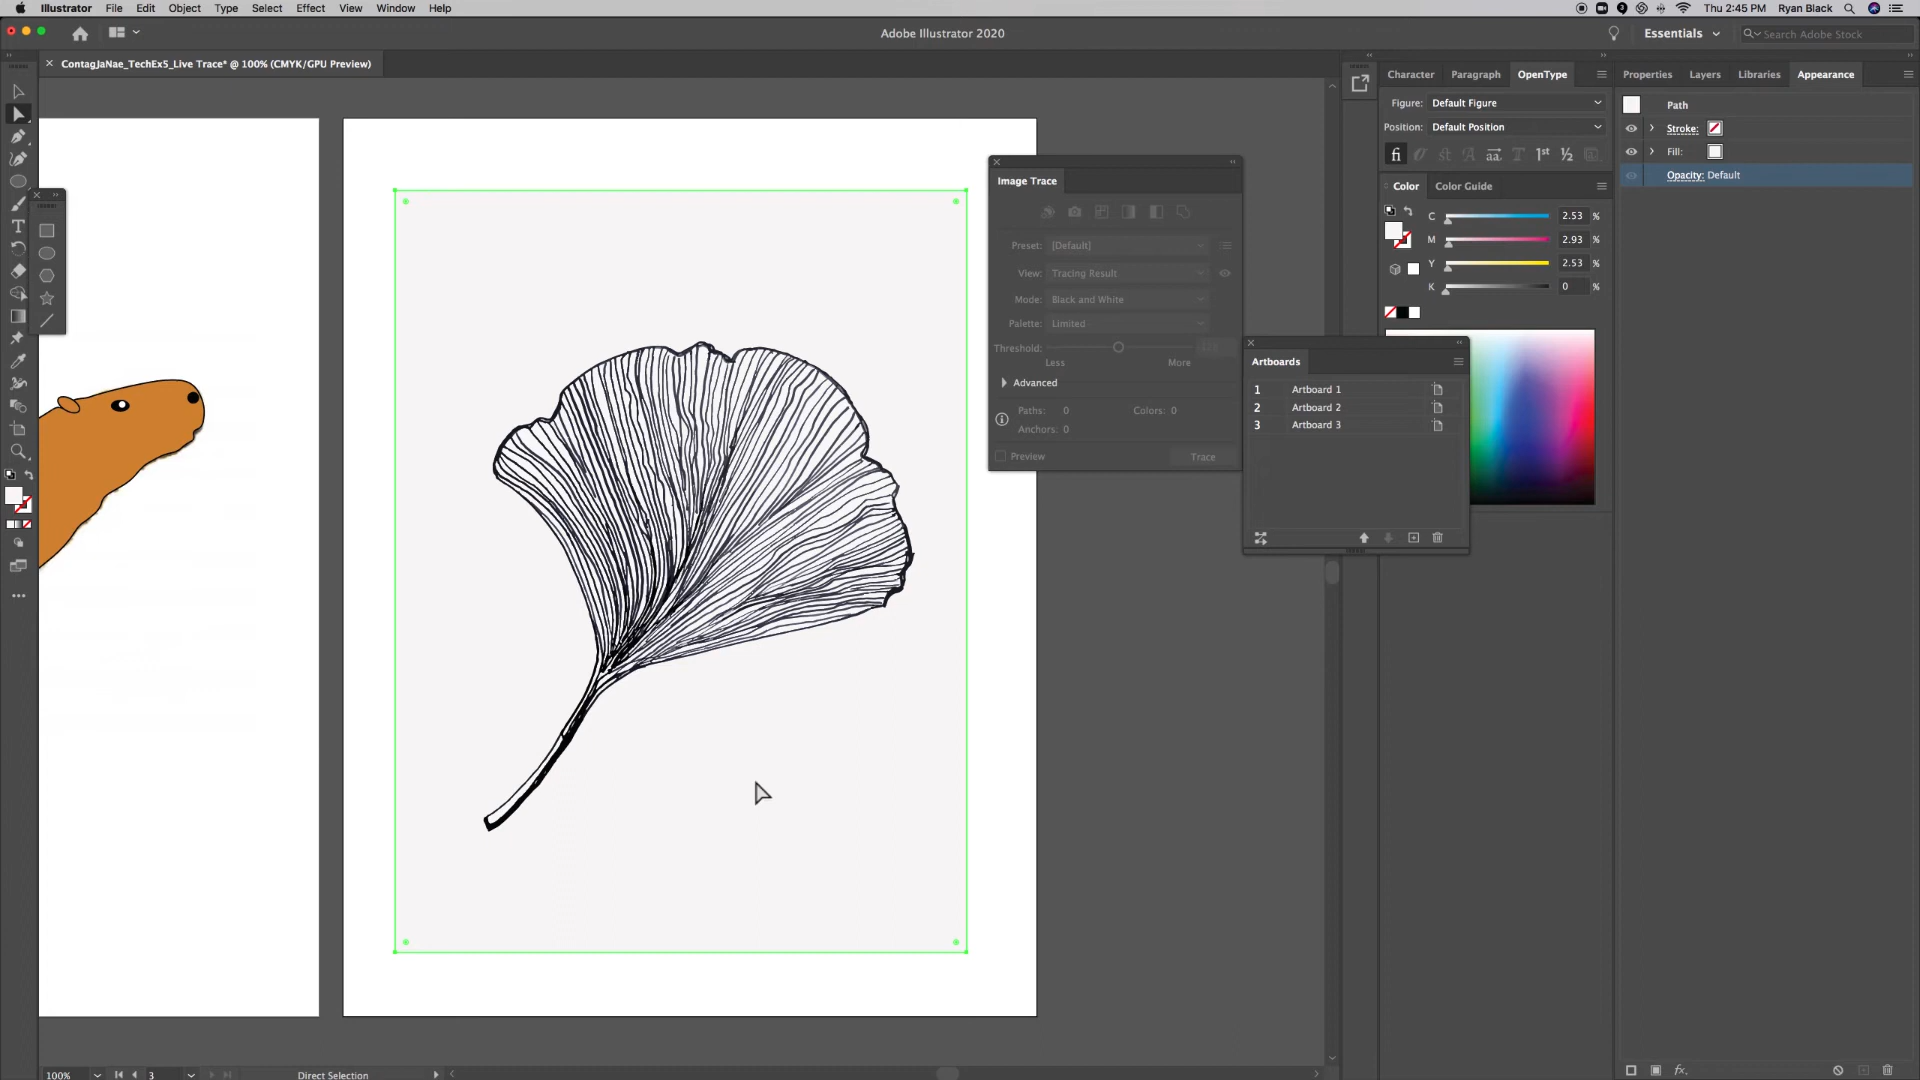 Illustrator File Edit Object Type Select Effect View Window Help
Thu 2:45 PM Ryan Black
Adobe Illustrator 2020
Essentials
Search Adobe Stock
ContagJaNae_TechEx5_Live Trace* @ 100% (CMYK/GPU Preview)
Character Paragraph OpenType
Properties Layers Libraries Appearance
Figure: Default Figure
Position: Default Position
Path
Stroke:
Fill:
Opacity: Default
Color Color Guide
C 2.53 %
M 2.93 %
Y 2.53 %
K 0 %
Image Trace
Preset: [Default]
View: Tracing Result
Mode: Black and White
Palette: Limited
Threshold:
Less More
Advanced
Paths: 0 Colors: 0
Anchors: 0
Preview Trace
Artboards
1 Artboard 1
2 Artboard 2
3 Artboard 3
100% 3 Direct Selection